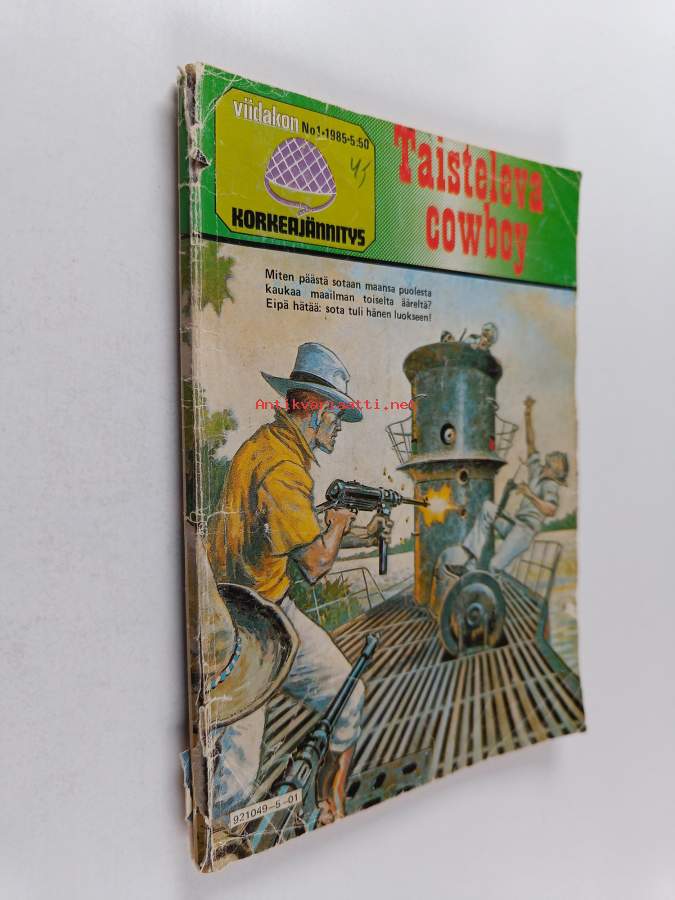 viidakon No 1•1985•5:50
45
KORKEAJÄNNITYS
Taisteleva
cowboy
Miten päästä sotaan maansa puolesta
kaukaa maailman toiselta ääreltä?
Eipä hätää: sota tuli hänen luokseen!
Antikvariaatti.net
921049–5–01